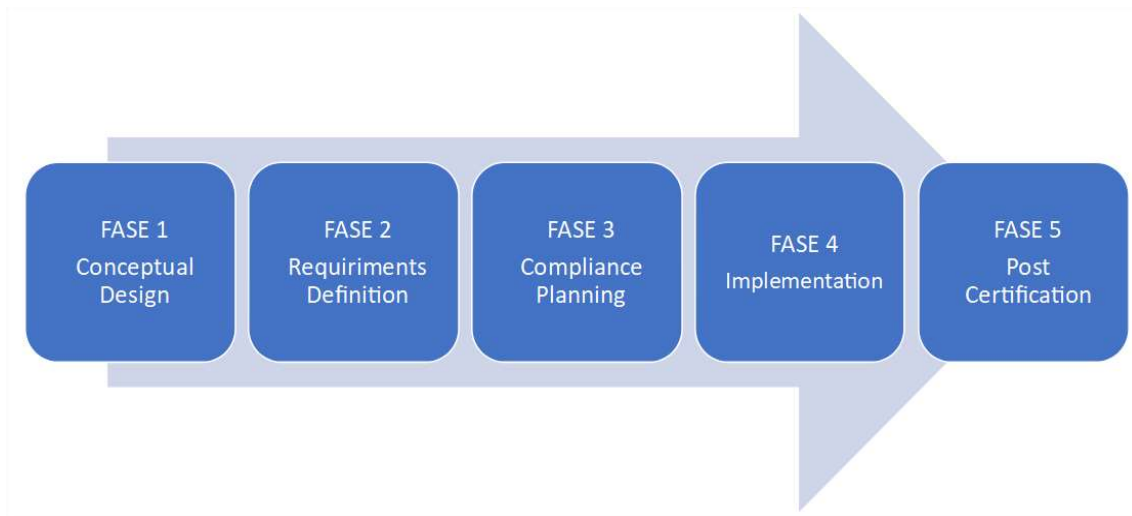 FASE 1
Conceptual
Design
FASE 2
Requiriments
Definition
FASE 3
Compliance
Planning
FASE 4
Implementation
FASE 5
Post
Certification